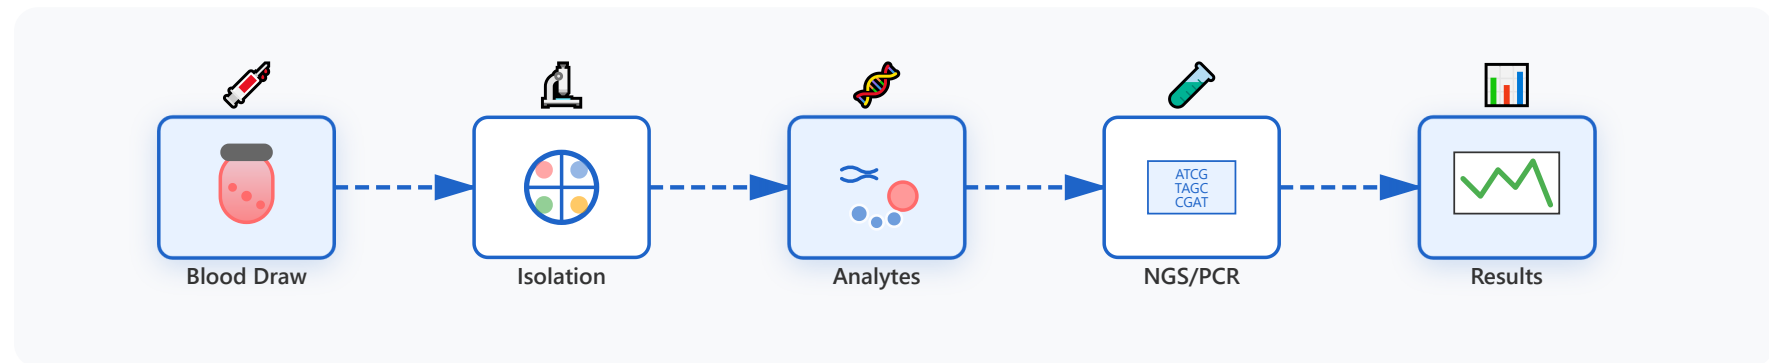 ATCG
TAGC
CGAT
Blood Draw
Isolation
Analytes
NGS/PCR
Results